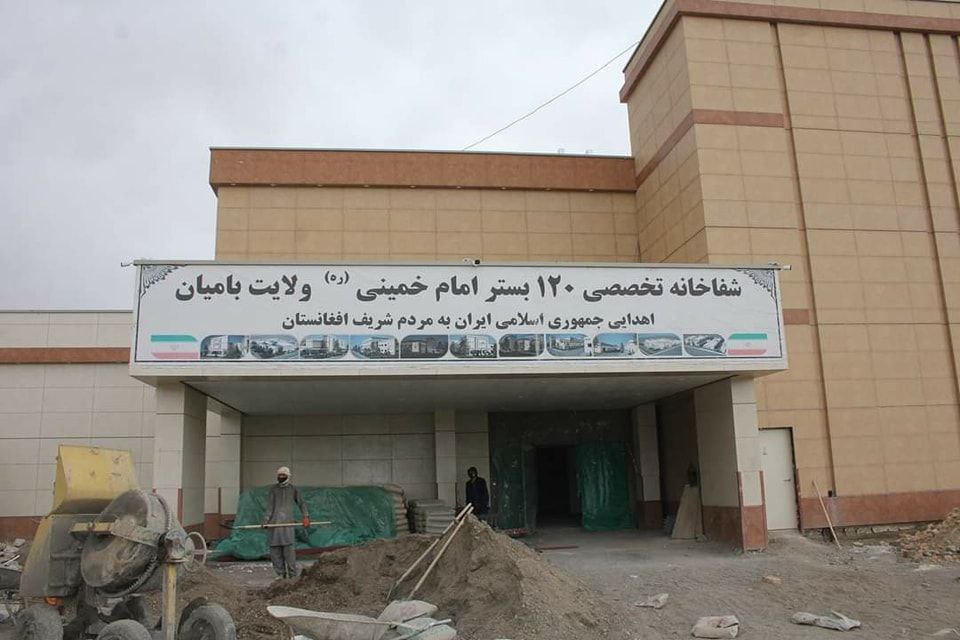 شفاخانه تخصصی ۱۲۰ بستر امام خمینی (ره) ولایت بامیان
اهدایی جمهوری اسلامی ایران به مردم شریف افغانستان